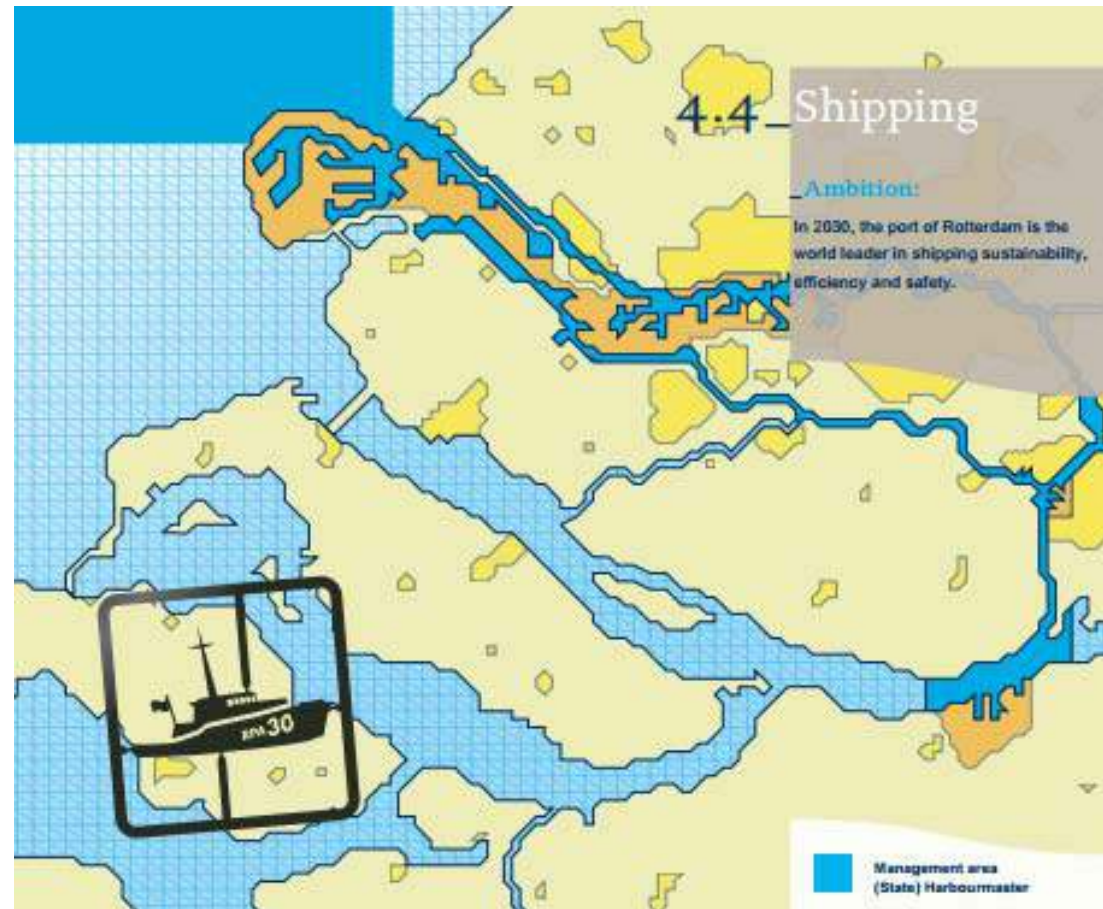 4.4_Shipping
_Ambition:
In 2030, the port of Rotterdam is the
world leader in shipping sustainability,
efficiency and safety.
RPA 30
Management area
(State) Harbourmaster